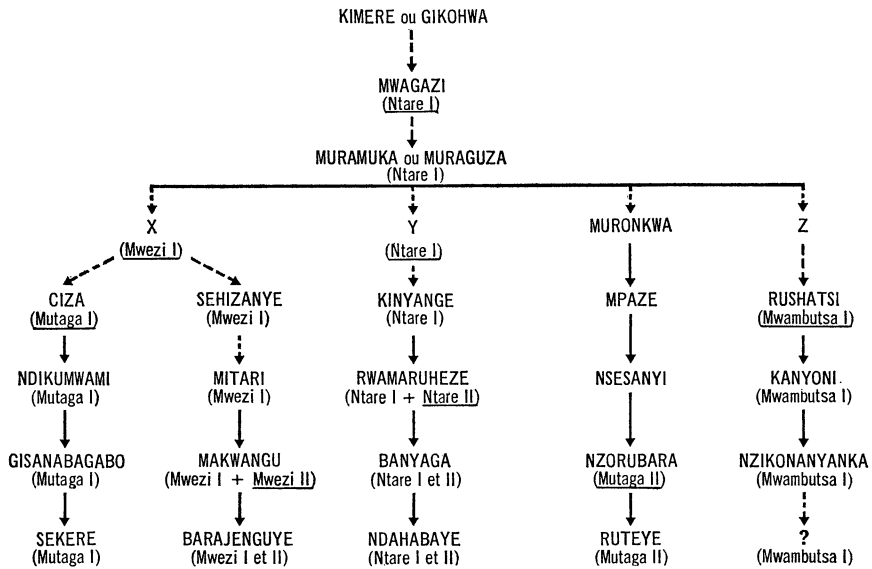 KIMERE ou GIKOHWA
MWAGAZI
(Ntare I)
MURAMUKA ou MURAGUZA
(Ntare I)
X Y MURONKWA Z
(Mwezi I) (Ntare I)
CIZA SEHIZANYE KINYANGE MPAZE RUSHATSI
(Mutaga I) (Mwezi I) (Ntare I) (Mwambutsa I)
NDIKUMWAMI MITARI RWAMARUHEZE NSESANYI KANYONI.
(Mutaga I) (Mwezi I) (Ntare I + Ntare II) (Mwambutsa I)
GISANABAGABO MAKWANGU BANYAGA NZORUBARA NZIKONANYANKA
(Mutaga I) (Mwezi I + Mwezi II) (Ntare I et II) (Mutaga II) (Mwambutsa I)
SEKERE BARAJENGUYE NDAHABAYE RUTEYE ?
(Mutaga I) (Mwezi I et II) (Ntare I et II) (Mutaga II) (Mwambutsa I)